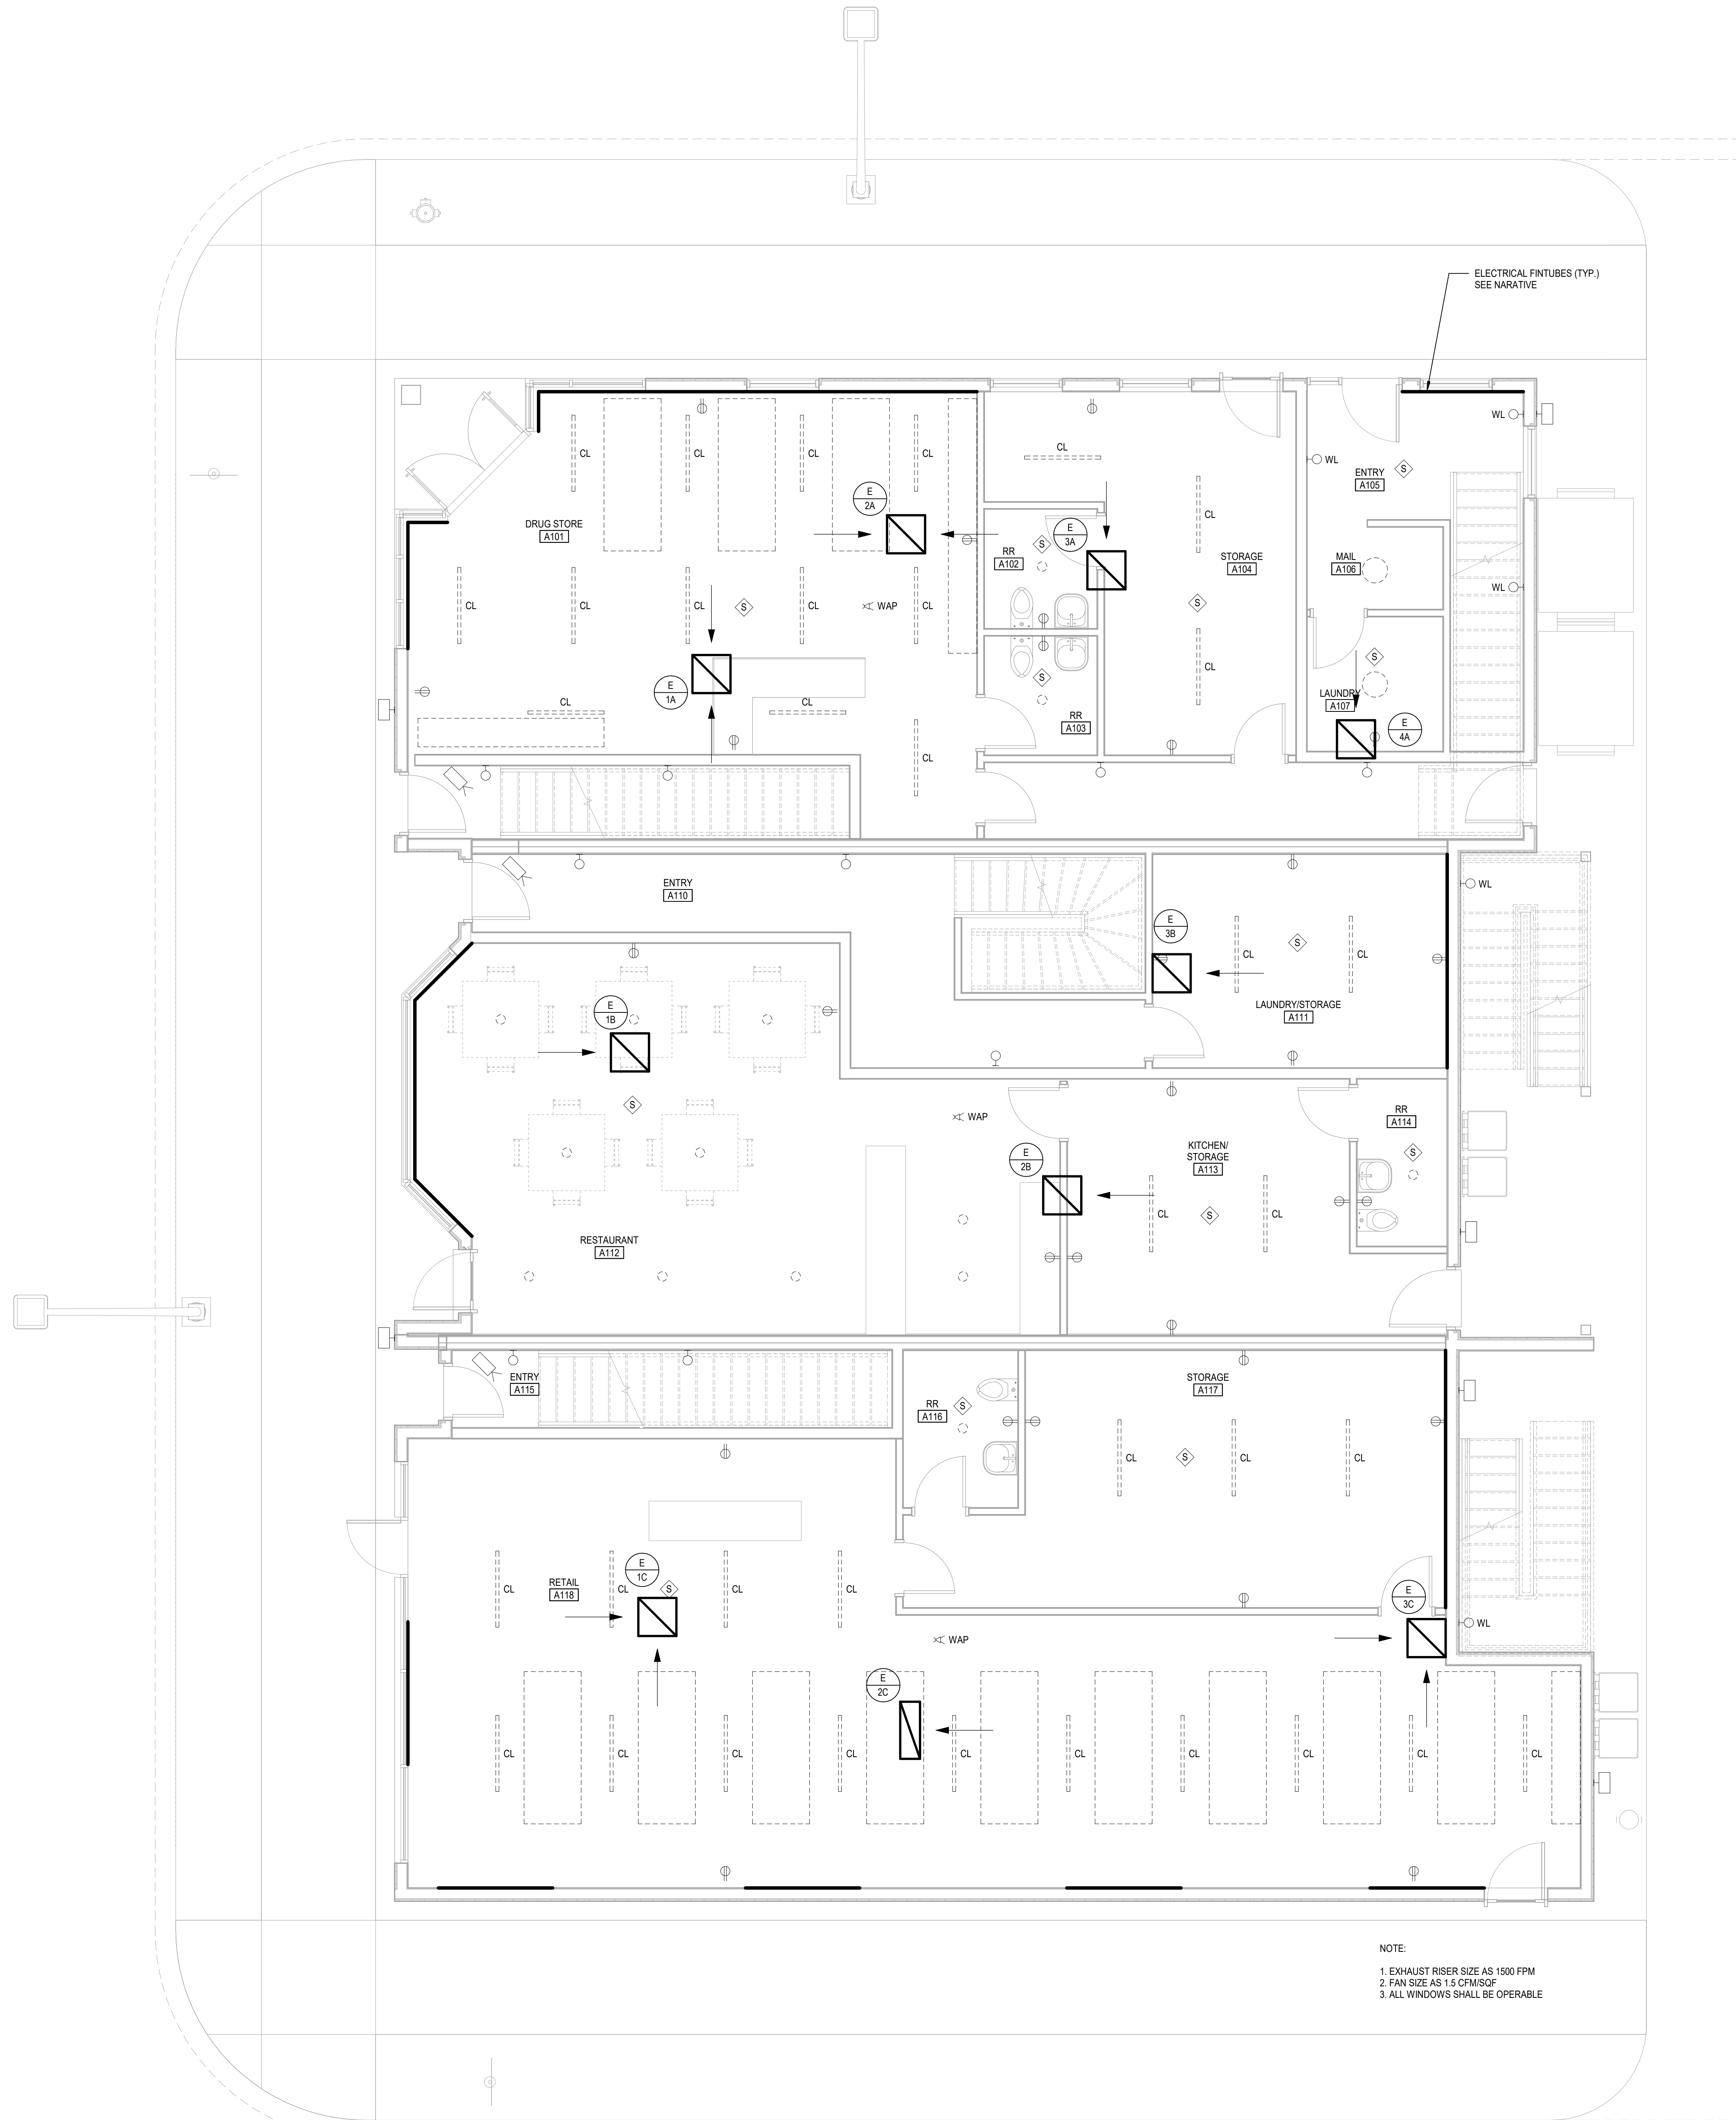 ELECTRICAL FINTUBES (TYP.)
SEE NARATIVE
WL
WL
CL
CL
CL
CL
CL
ENTRY
A105
S
E
2A
CL
DRUG STORE
A101
E
3A
S
RR
A102
STORAGE
A104
MAIL
A106
WL
CL
CL
CL
CL
CL
S
WAP
S
S
CL
E
1A
S
LAUNDRY
A107
CL
CL
RR
A103
E
4A
CL
ENTRY
A110
WL
E
3B
S
CL
CL
LAUNDRY/STORAGE
A111
E
1B
S
WAP
RR
A114
KITCHEN/
STORAGE
A113
S
E
2B
CL
S
CL
RESTAURANT
A112
ENTRY
A115
STORAGE
A117
RR
A116
S
CL
S
CL
CL
E
1C
RETAIL
A118
CL
CL
S
CL
CL
E
3C
WL
WAP
E
2C
CL
CL
CL
CL
CL
CL
CL
CL
CL
CL
NOTE:
1. EXHAUST RISER SIZE AS 1500 FPM
2. FAN SIZE AS 1.5 CFM/SQF
3. ALL WINDOWS SHALL BE OPERABLE